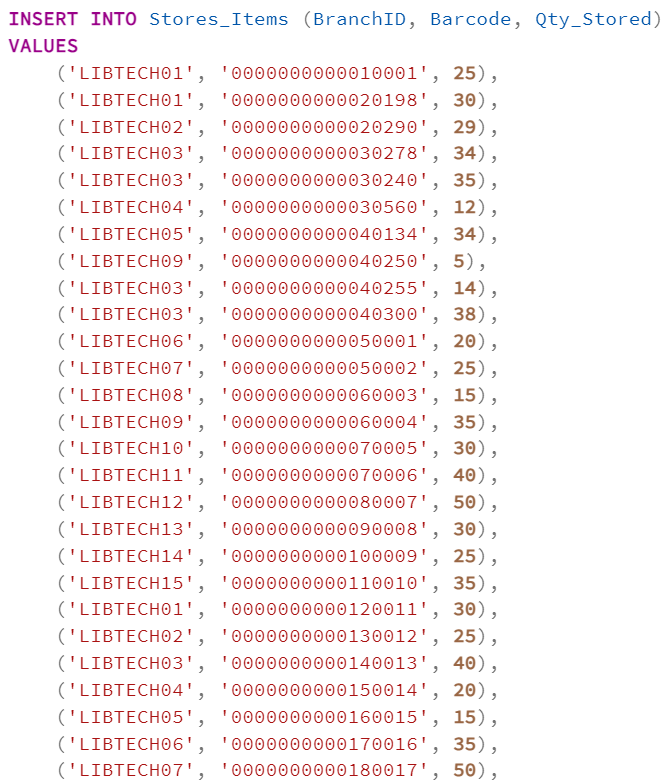 INSERT INTO Stores_Items (BranchID, Barcode, Qty_Stored)
VALUES
('LIBTECH01', '0000000000010001', 25),
('LIBTECH01', '0000000000020198', 30),
('LIBTECH02', '0000000000020290', 29),
('LIBTECH03', '0000000000030278', 34),
('LIBTECH03', '0000000000030240', 35),
('LIBTECH04', '0000000000030560', 12),
('LIBTECH05', '0000000000040134', 34),
('LIBTECH09', '0000000000040250', 5),
('LIBTECH03', '0000000000040255', 14),
('LIBTECH03', '0000000000040300', 38),
('LIBTECH06', '0000000000050001', 20),
('LIBTECH07', '0000000000050002', 25),
('LIBTECH08', '0000000000060003', 15),
('LIBTECH09', '0000000000060004', 35),
('LIBTECH10', '0000000000070005', 30),
('LIBTECH11', '0000000000070006', 40),
('LIBTECH12', '0000000000080007', 50),
('LIBTECH13', '0000000000090008', 30),
('LIBTECH14', '0000000000100009', 25),
('LIBTECH15', '0000000000110010', 35),
('LIBTECH01', '0000000000120011', 30),
('LIBTECH02', '0000000000130012', 25),
('LIBTECH03', '0000000000140013', 40),
('LIBTECH04', '0000000000150014', 20),
('LIBTECH05', '0000000000160015', 15),
('LIBTECH06', '0000000000170016', 35),
('LIBTECH07', '0000000000180017', 50),